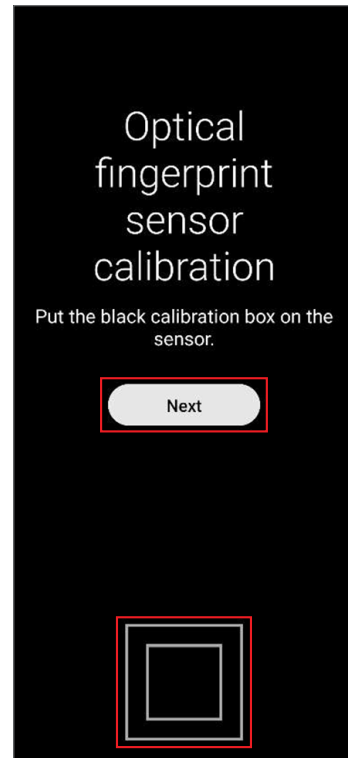 Optical
fingerprint
sensor
calibration
Put the black calibration box on the
sensor.
Next